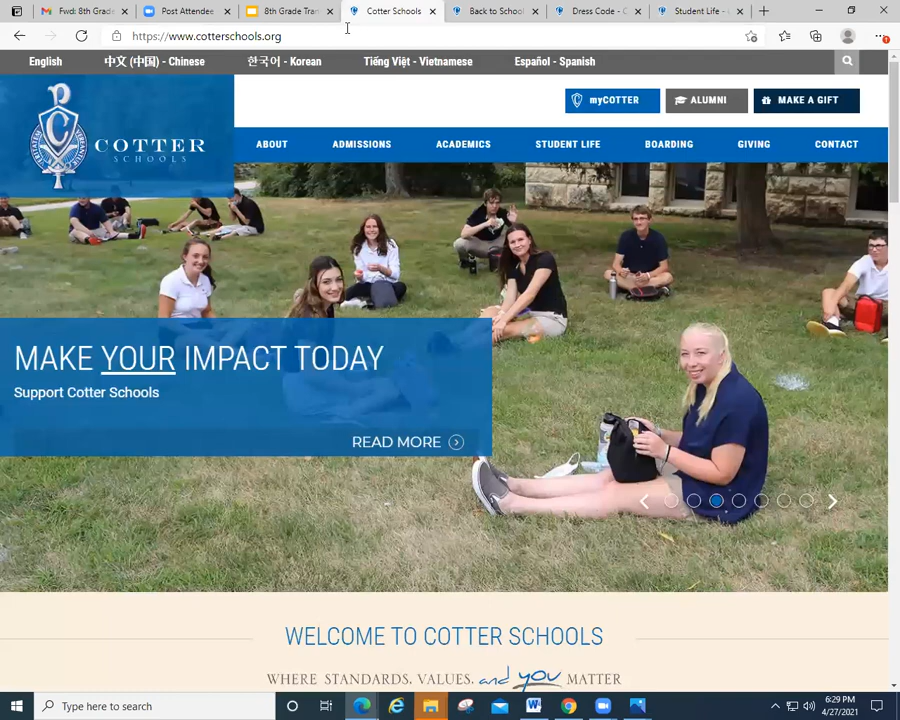 Fwd: 8th Grade
Post Attendee
8th Grade Tran
Cotter Schools
Back to School
Dress Code - C
Student Life -
https://www.cotterschools.org
English
中文 (中国) - Chinese
한국어 - Korean
Tiếng Việt - Vietnamese
Español - Spanish
myCOTTER
ALUMNI
MAKE A GIFT
COTTER
SCHOOLS
ABOUT
ADMISSIONS
ACADEMICS
STUDENT LIFE
BOARDING
GIVING
CONTACT
MAKE YOUR IMPACT TODAY
Support Cotter Schools
READ MORE
WELCOME TO COTTER SCHOOLS
WHERE STANDARDS, VALUES, and you MATTER
Type here to search
6:29 PM
4/27/2021